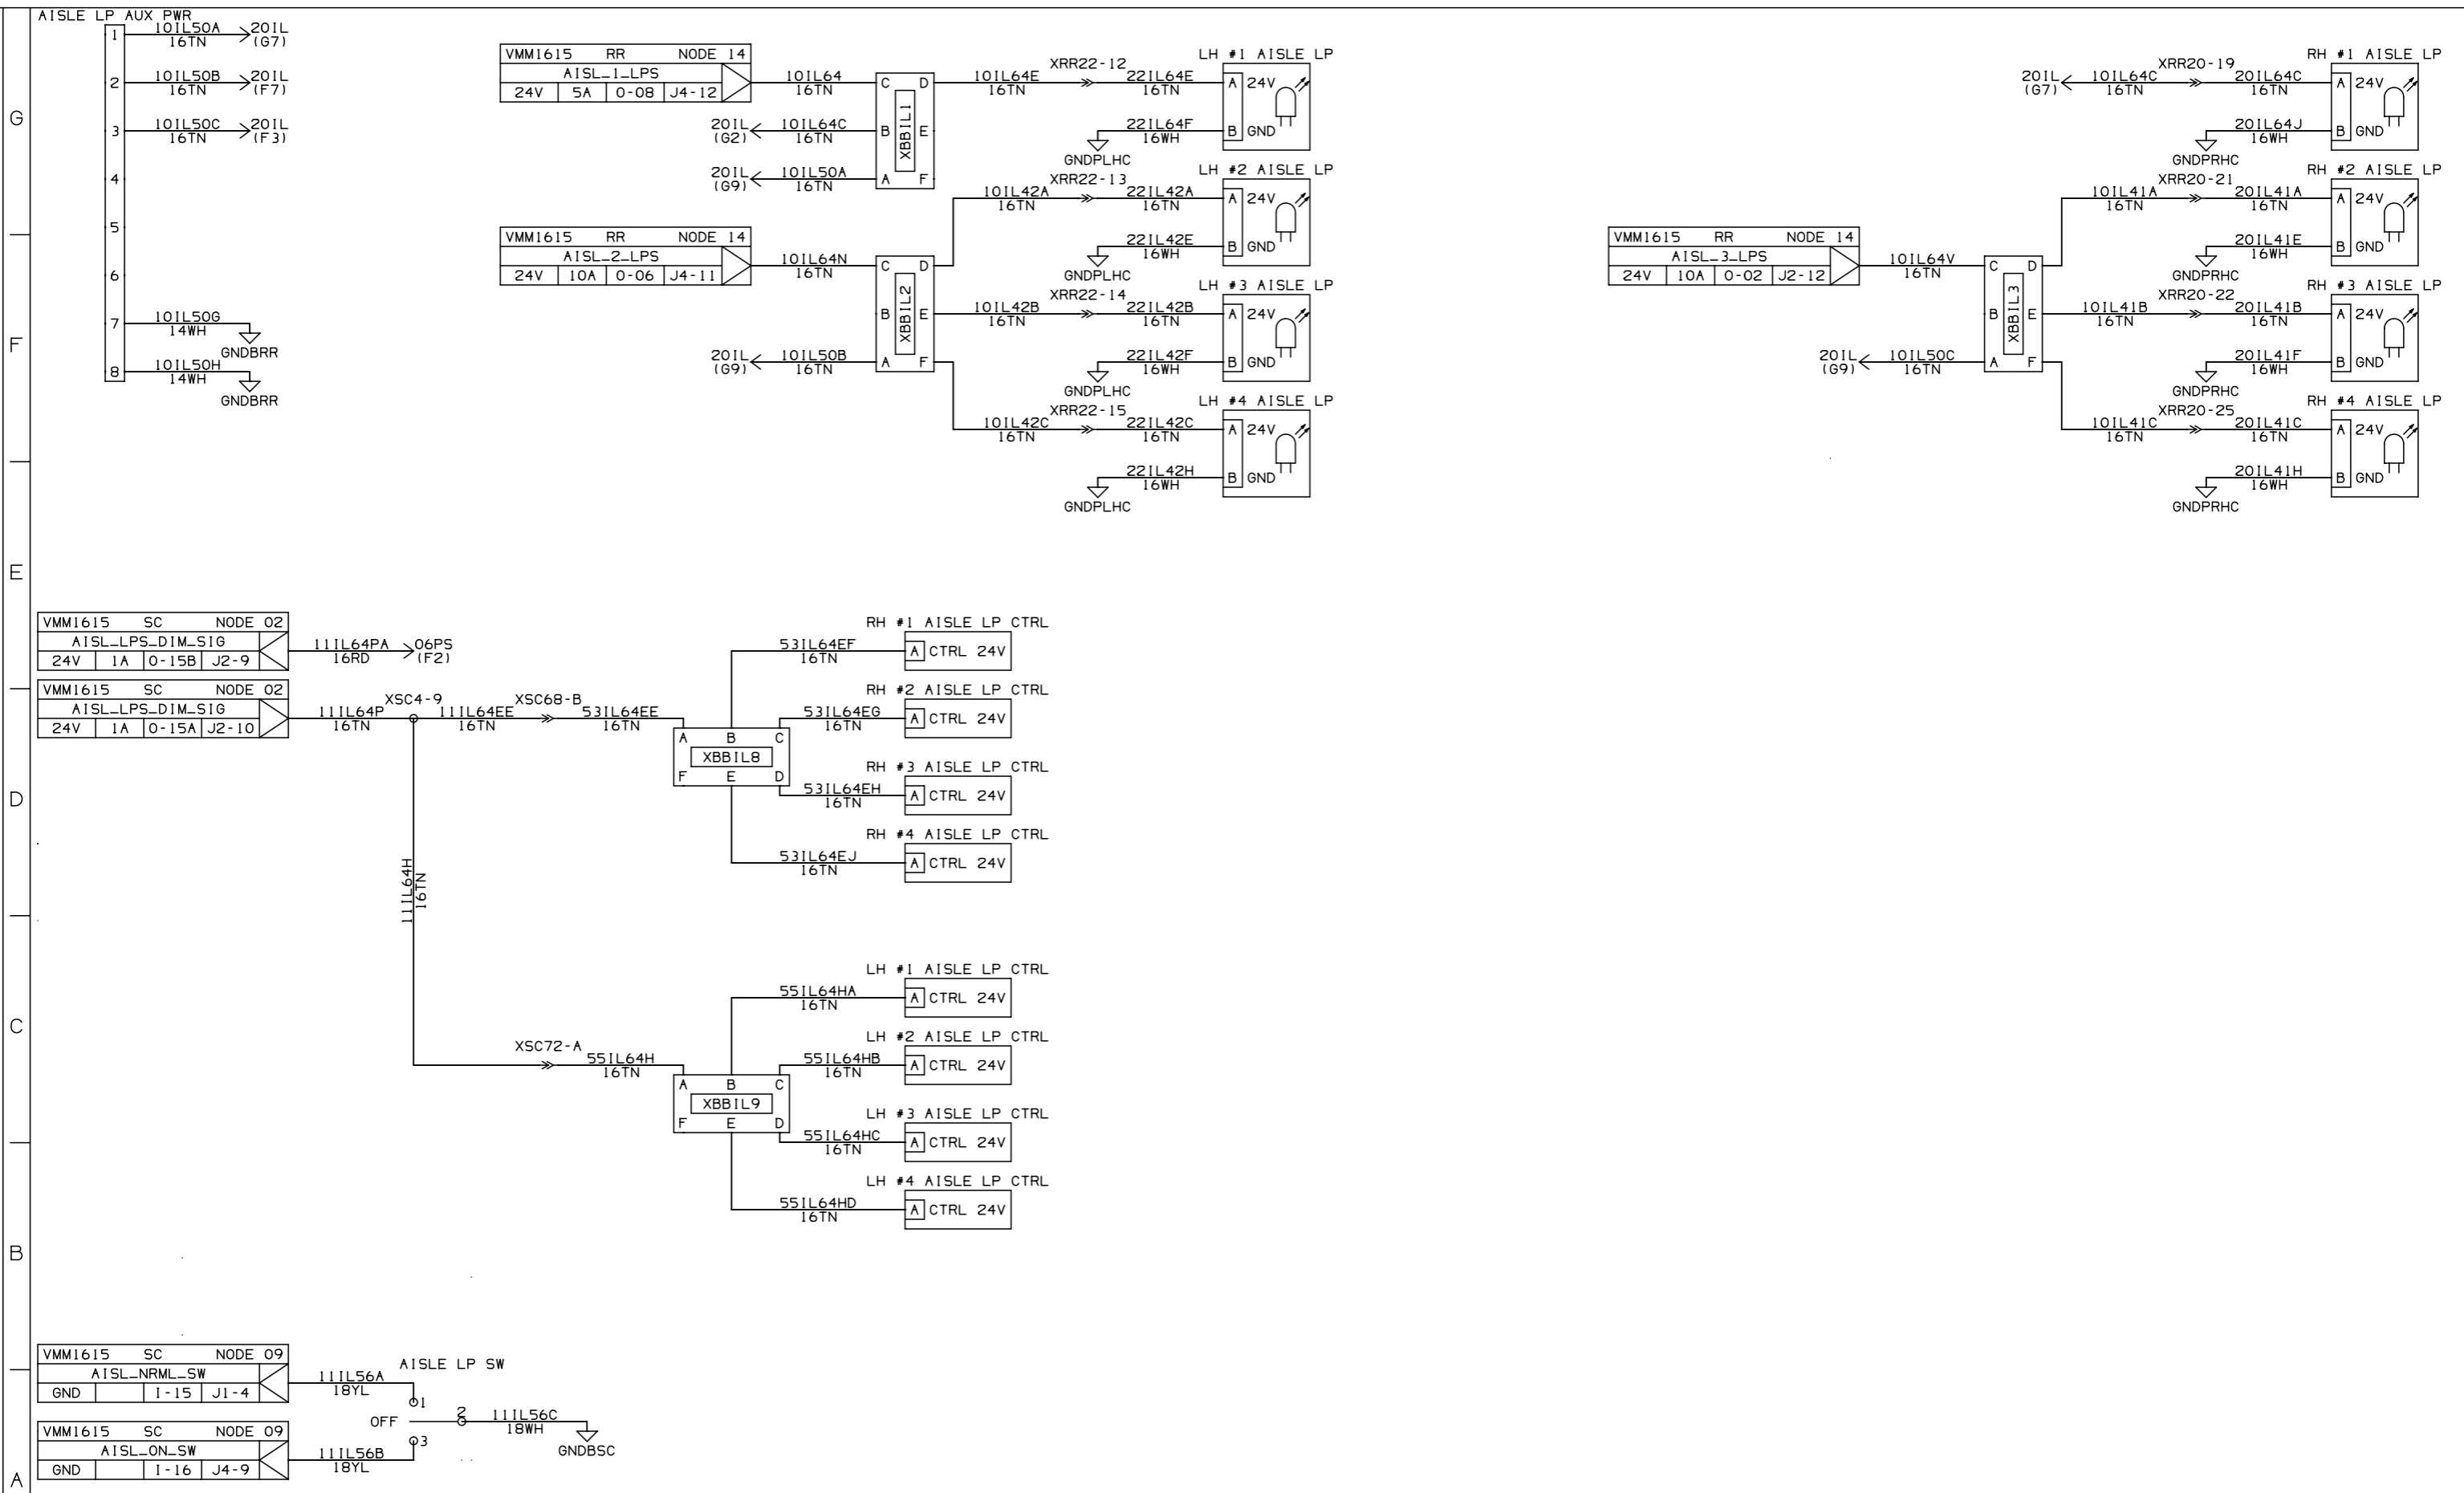 AISLE LP AUX PWR
1 10IL50A 20IL
16TN (G7)
2 10IL50B 20IL
16TN (F7)
3 10IL50C 20IL
16TN (F3)
4
5
6
7 10IL50G
14WH
GNDBRR
8 10IL50H
14WH
GNDBRR
VMM1615 RR NODE 14
AISL_1_LPS
24V 5A O-08 J4-12
10IL64
16TN
C D
B E
A F
XBBIL1
20IL 10IL64C
(G2) 16TN
20IL 10IL50A
(G9) 16TN
10IL64E XRR22-12 22IL64E
16TN 16TN
LH #1 AISLE LP
A 24V
B GND
22IL64F
16WH
GNDPLHC
VMM1615 RR NODE 14
AISL_2_LPS
24V 10A O-06 J4-11
10IL64N
16TN
C D
B E
A F
XBBIL2
20IL 10IL50B
(G9) 16TN
10IL42A XRR22-13 22IL42A
16TN 16TN
LH #2 AISLE LP
A 24V
B GND
22IL42E
16WH
GNDPLHC
10IL42B XRR22-14 22IL42B
16TN 16TN
LH #3 AISLE LP
A 24V
B GND
22IL42F
16WH
GNDPLHC
10IL42C XRR22-15 22IL42C
16TN 16TN
LH #4 AISLE LP
A 24V
B GND
22IL42H
16WH
GNDPLHC
20IL 10IL64C XRR20-19 20IL64C
(G7) 16TN 16TN
RH #1 AISLE LP
A 24V
B GND
20IL64J
16WH
GNDPRHC
VMM1615 RR NODE 14
AISL_3_LPS
24V 10A O-02 J2-12
10IL64V
16TN
C D
B E
A F
XBBIL3
20IL 10IL50C
(G9) 16TN
10IL41A XRR20-21 20IL41A
16TN 16TN
RH #2 AISLE LP
A 24V
B GND
20IL41E
16WH
GNDPRHC
10IL41B XRR20-22 20IL41B
16TN 16TN
RH #3 AISLE LP
A 24V
B GND
20IL41F
16WH
GNDPRHC
10IL41C XRR20-25 20IL41C
16TN 16TN
RH #4 AISLE LP
A 24V
B GND
20IL41H
16WH
GNDPRHC
G
F
E
D
C
B
A
VMM1615 SC NODE 02
AISL_LPS_DIM_SIG
24V 1A O-15B J2-9
11IL64PA 06PS
16RD (F2)
VMM1615 SC NODE 02
AISL_LPS_DIM_SIG
24V 1A O-15A J2-10
11IL64P XSC4-9 11IL64EE XSC68-B 53IL64EE
16TN 16TN 16TN
A B C
XBBIL8
F E D
RH #1 AISLE LP CTRL
53IL64EF A CTRL 24V
16TN
RH #2 AISLE LP CTRL
53IL64EG A CTRL 24V
16TN
RH #3 AISLE LP CTRL
53IL64EH A CTRL 24V
16TN
RH #4 AISLE LP CTRL
53IL64EJ A CTRL 24V
16TN
11IL64H
16TN
XSC72-A 55IL64H
16TN
A B C
XBBIL9
F E D
LH #1 AISLE LP CTRL
55IL64HA A CTRL 24V
16TN
LH #2 AISLE LP CTRL
55IL64HB A CTRL 24V
16TN
LH #3 AISLE LP CTRL
55IL64HC A CTRL 24V
16TN
LH #4 AISLE LP CTRL
55IL64HD A CTRL 24V
16TN
VMM1615 SC NODE 09
AISL_NRML_SW
GND I-15 J1-4
11IL56A
18YL
AISLE LP SW
1
OFF 2 11IL56C
18WH
GNDBSC
3
VMM1615 SC NODE 09
AISL_ON_SW
GND I-16 J4-9
11IL56B
18YL